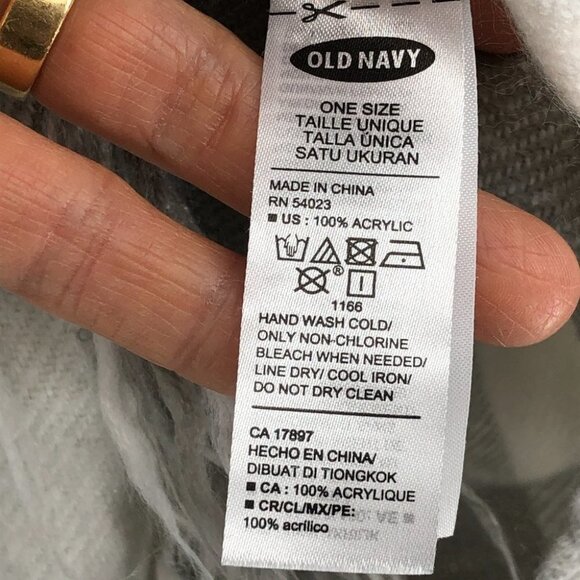 OLD NAVY
ONE SIZE
TAILLE UNIQUE
TALLA ÚNICA
SATU UKURAN
MADE IN CHINA
RN 54023
■ US : 100% ACRYLIC
®
1166
HAND WASH COLD/
ONLY NON-CHLORINE
BLEACH WHEN NEEDED/
LINE DRY/ COOL IRON/
DO NOT DRY CLEAN
CA 17897
HECHO EN CHINA/
DIBUAT DI TIONGKOK
■ CA : 100% ACRYLIQUE
■ CR/CL/MX/PE:
100% acrílico